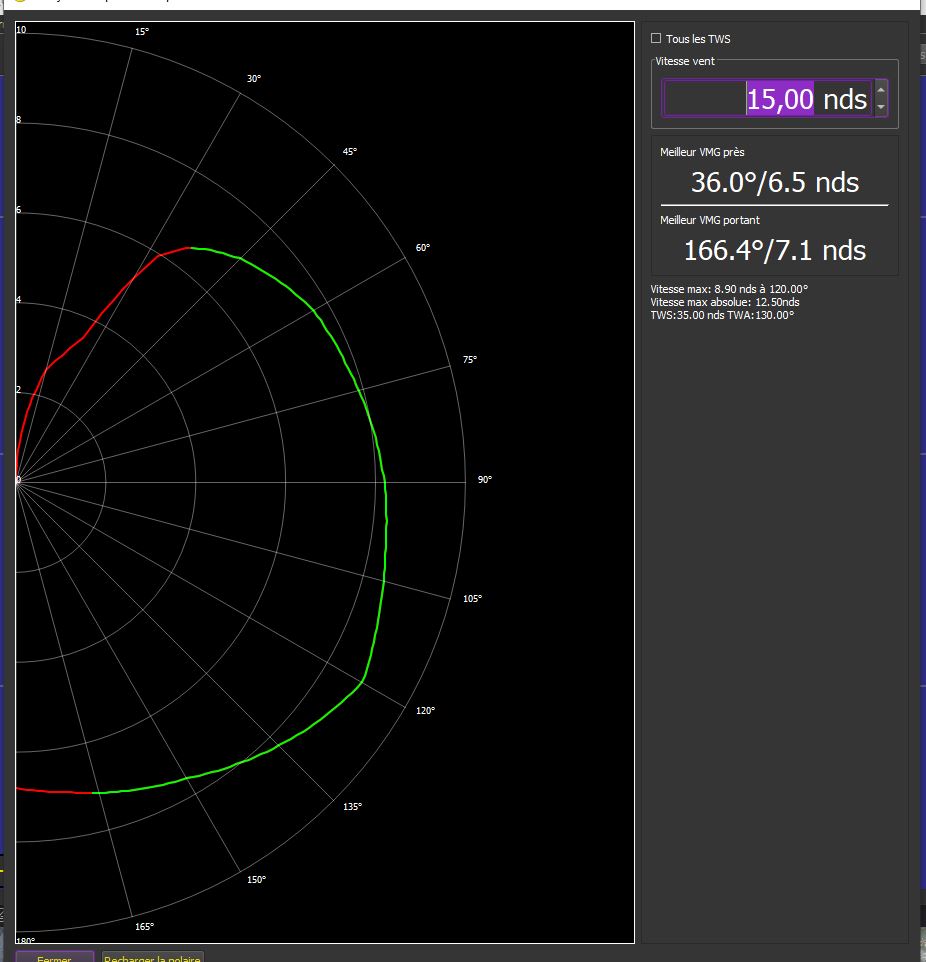 10
15°
30°
8
45°
6
60°
4
75°
2
0
90°
105°
120°
135°
150°
165°
180°
Tous les TWS
Vitesse vent
15,00 nds
Meilleur VMG près
36.0°/6.5 nds
Meilleur VMG portant
166.4°/7.1 nds
Vitesse max: 8.90 nds à 120.00°
Vitesse max absolue: 12.50nds
TWS:35.00 nds TWA:130.00°
Fermer
Recharger la polaire